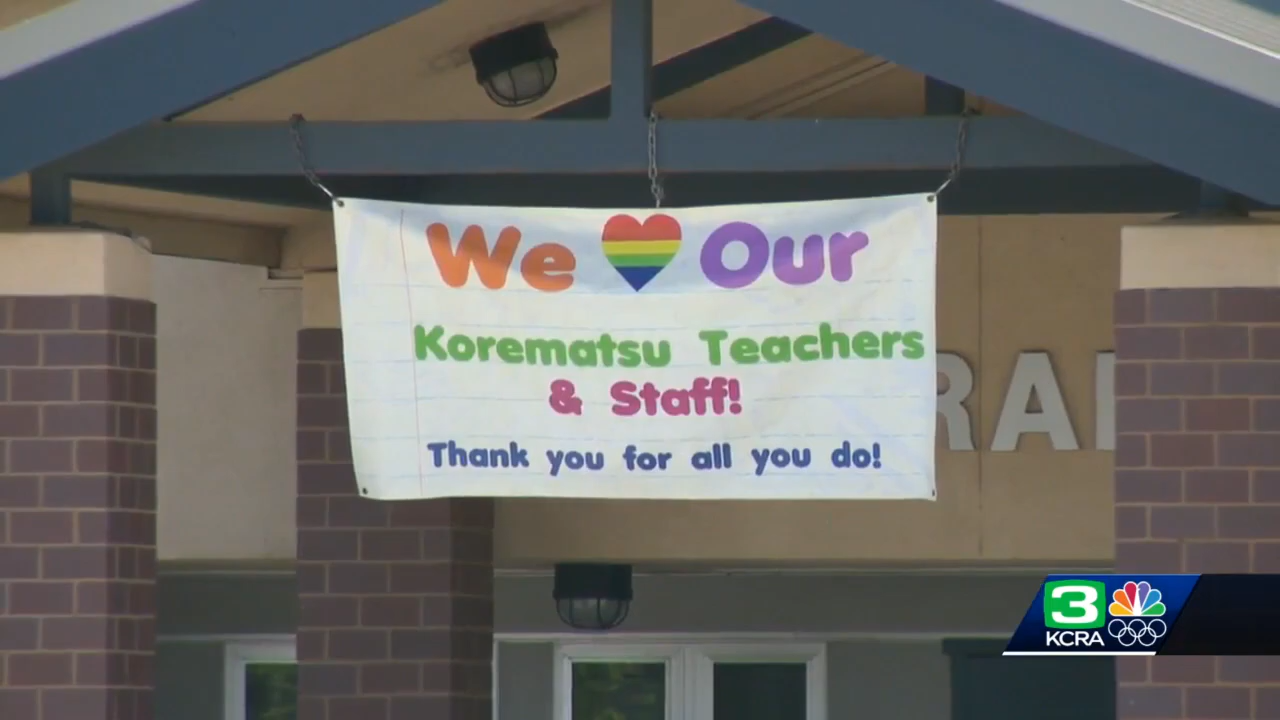 We Our
Korematsu Teachers
& Staff!
Thank you for all you do!
RA
3
KCRA